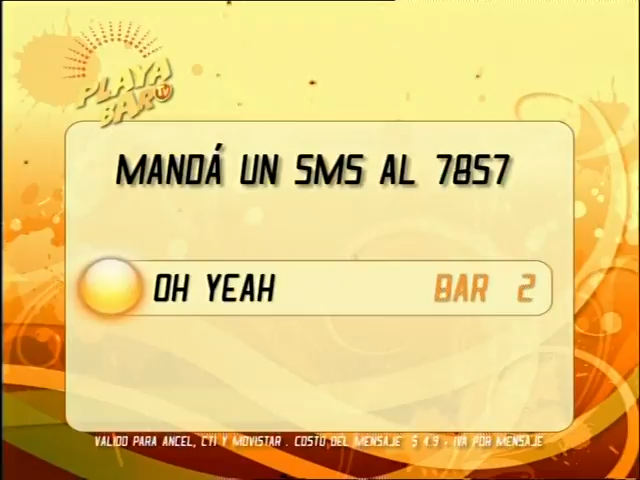 PLAYA
BAR TV
MANDÁ UN SMS AL 7857
OH YEAH BAR 2
VALIDO PARA ANCEL, CTI Y MOVISTAR . COSTO DEL MENSAJE $ 4.9 + IVA POR MENSAJE